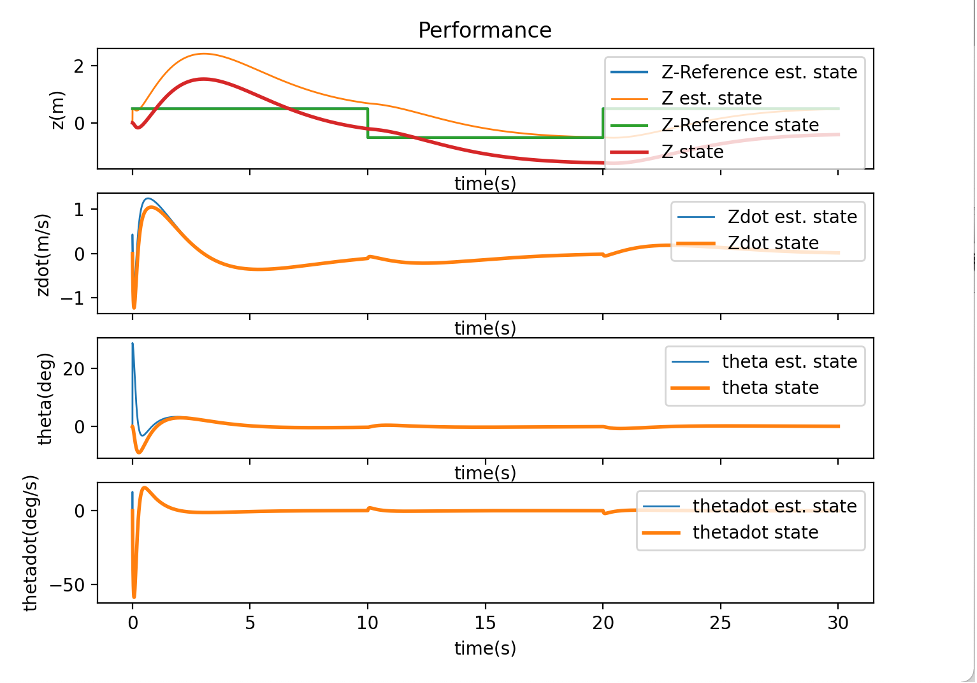 Performance
z(m)
2
0
Z-Reference est. state
Z est. state
Z-Reference state
Z state
time(s)
zdot(m/s)
1
0
−1
Zdot est. state
Zdot state
time(s)
theta(deg)
20
0
theta est. state
theta state
time(s)
thetadot(deg/s)
0
−50
thetadot est. state
thetadot state
0 5 10 15 20 25 30
time(s)